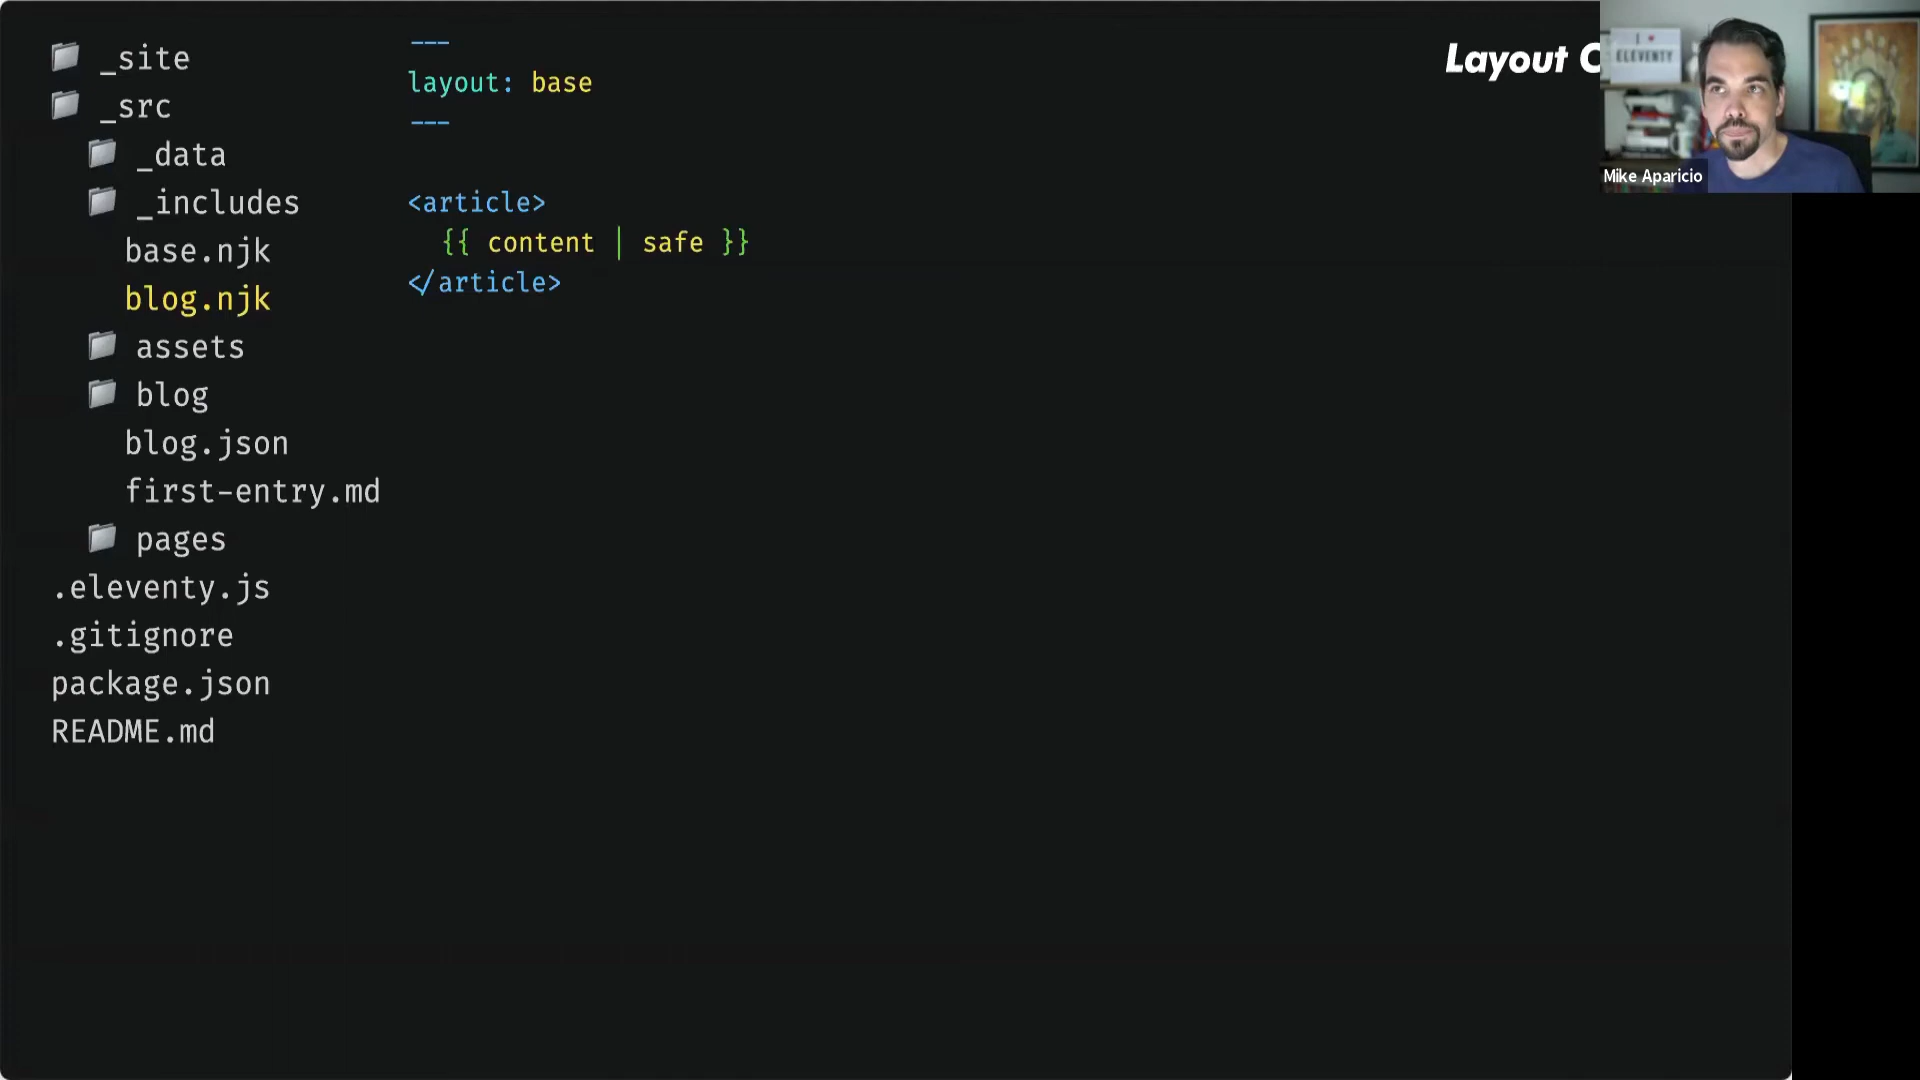 _site
_src
_data
_includes
base.njk
blog.njk
assets
blog
blog.json
first-entry.md
pages
.eleventy.js
.gitignore
package.json
README.md
---
layout: base
---
<article>
{{ content | safe }}
</article>
Layout C
I ♥
ELEVENTY
Mike Aparicio